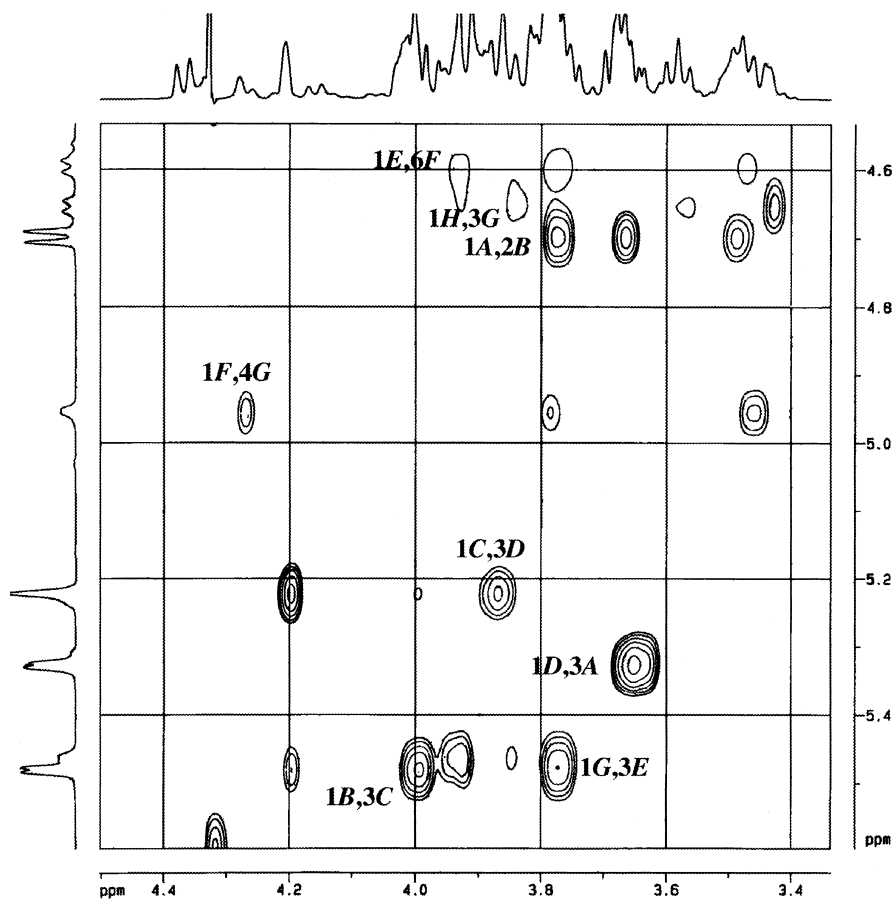 1E,6F
4.6
1H,3G
1A,2B
4.8
1F,4G
5.0
1C,3D
5.2
1D,3A
5.4
1G,3E
1B,3C
ppm
ppm 4.4 4.2 4.0 3.8 3.6 3.4